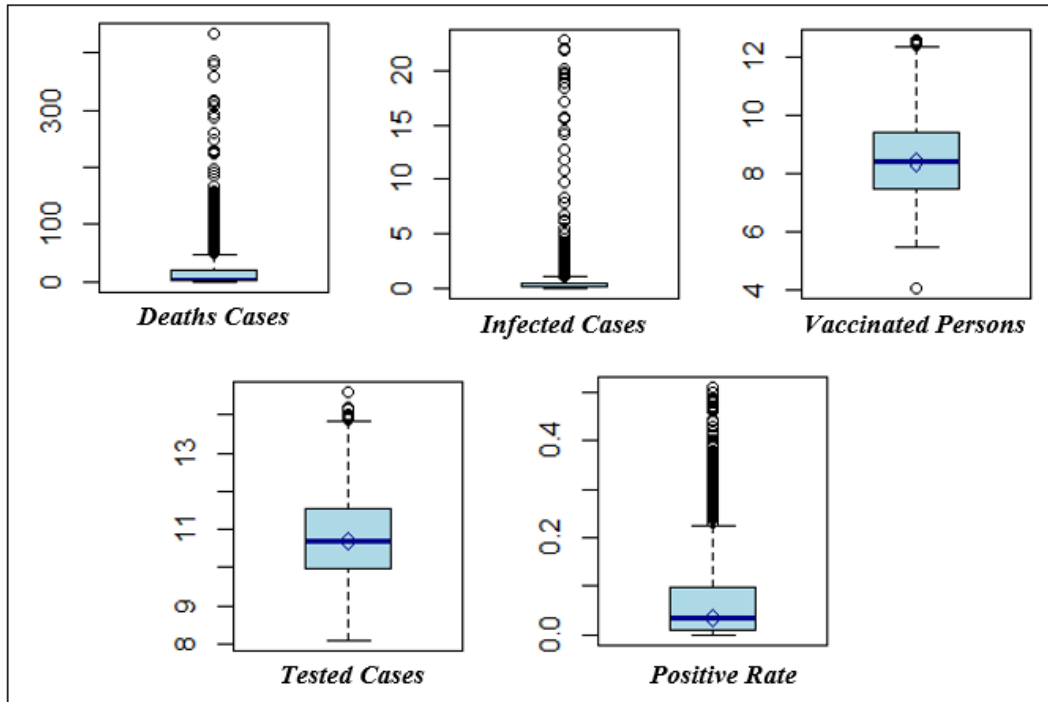 0 100 300
Deaths Cases
0 5 10 15 20
Infected Cases
4 6 8 10 12
Vaccinated Persons
8 9 11 13
Tested Cases
0.0 0.2 0.4
Positive Rate